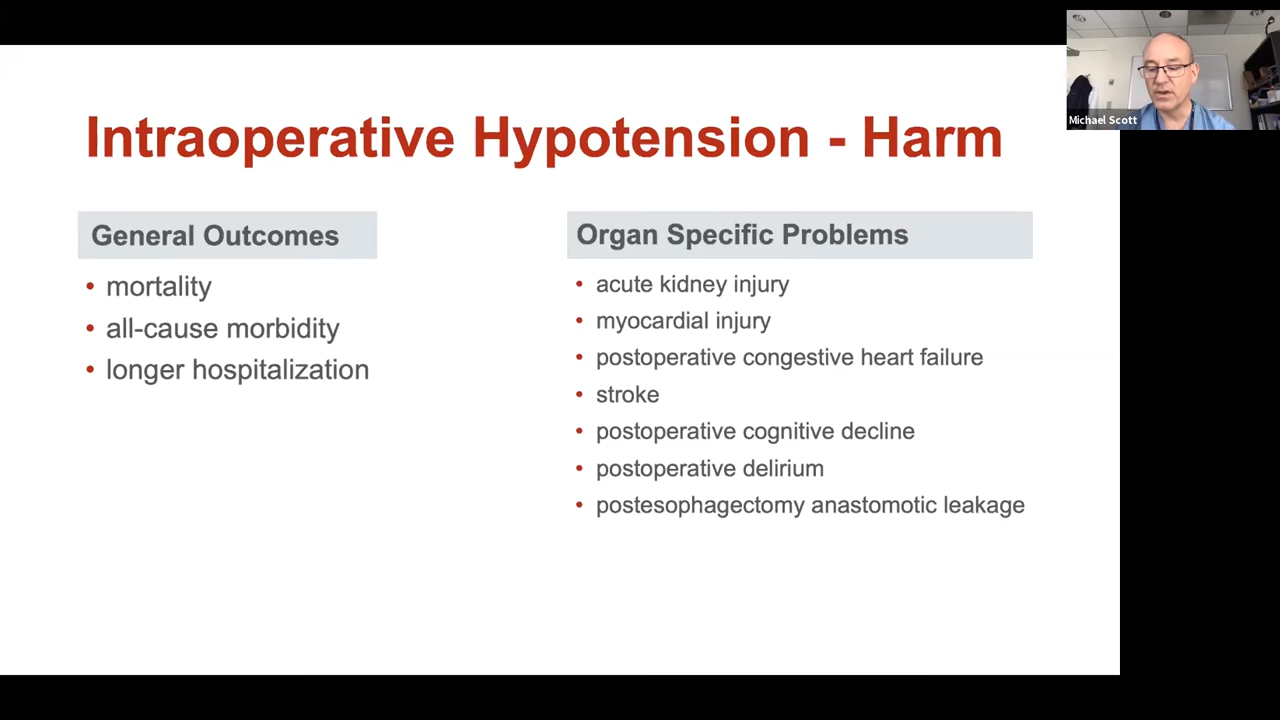 Intraoperative Hypotension - Harm
General Outcomes
• mortality
• all-cause morbidity
• longer hospitalization
Organ Specific Problems
• acute kidney injury
• myocardial injury
• postoperative congestive heart failure
• stroke
• postoperative cognitive decline
• postoperative delirium
• postesophagectomy anastomotic leakage
Michael Scott